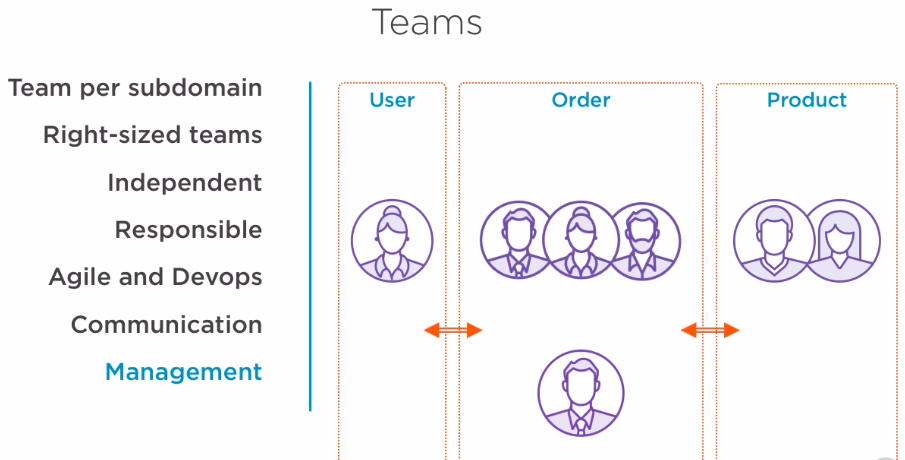 Teams
Team per subdomain
Right-sized teams
Independent
Responsible
Agile and Devops
Communication
Management
User
Order
Product